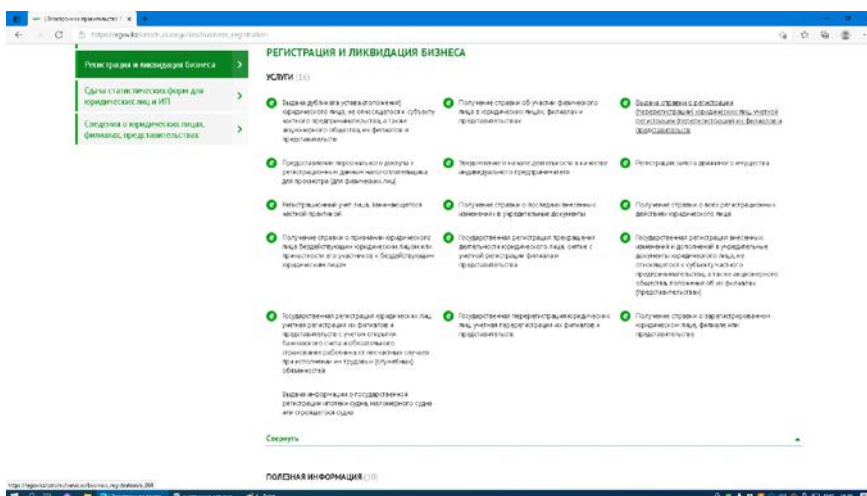 Электронное правительство
Регистрация и ликвидация бизнеса
Сдача статистических форм для
юридических лиц и ИП
Сведения о юридических лицах,
филиалах, представительствах
РЕГИСТРАЦИЯ И ЛИКВИДАЦИЯ БИЗНЕСА
УСЛУГИ (16)
Выдача дубликата устава (положения)
юридического лица, не относящегося к субъекту
частного предпринимательства, а также
акционерного общества, их филиалов и
представительств
Получение справки об участии физического
лица в юридических лицах, филиалах и
представительствах
Выдача справки о регистрации
(перерегистрации) юридических лиц, учетной
регистрации (перерегистрации) их филиалов и
представительств
Предоставление персонального доступа к
регистрационным данным налогоплательщика
для просмотра (для физических лиц)
Уведомление о начале деятельности в качестве
индивидуального предпринимателя
Регистрация залога движимого имущества
Регистрационный учет лица, занимающегося
частной практикой
Получение справки о последних внесенных
изменениях в учредительные документы
Получение справки о всех регистрационных
действиях юридического лица
Получение справки о признании юридического
лица бездействующим юридическим лицом или
причастности его участников к бездействующим
юридическим лицам
Государственная регистрация прекращения
деятельности юридического лица, снятие с
учетной регистрации филиала и
представительства
Государственная регистрация внесенных
изменений и дополнений в учредительные
документы юридического лица, не
относящегося к субъекту частного
предпринимательства, а также акционерного
общества, положения об их филиалах
(представительствах)
Государственная регистрация юридических лиц,
учетная регистрация их филиалов и
представительств с учетом открытия
банковского счета и обязательного
страхования работника от несчастных случаев
при исполнении им трудовых (служебных)
обязанностей
Государственная перерегистрация юридических
лиц, учетная перерегистрация их филиалов и
представительств
Получение справки о зарегистрированном
юридическом лице, филиале или
представительстве
Выдача информации о государственной
регистрации ипотеки судна, маломерного судна
или строящегося судна
Свернуть
ПОЛЕЗНАЯ ИНФОРМАЦИЯ (10)